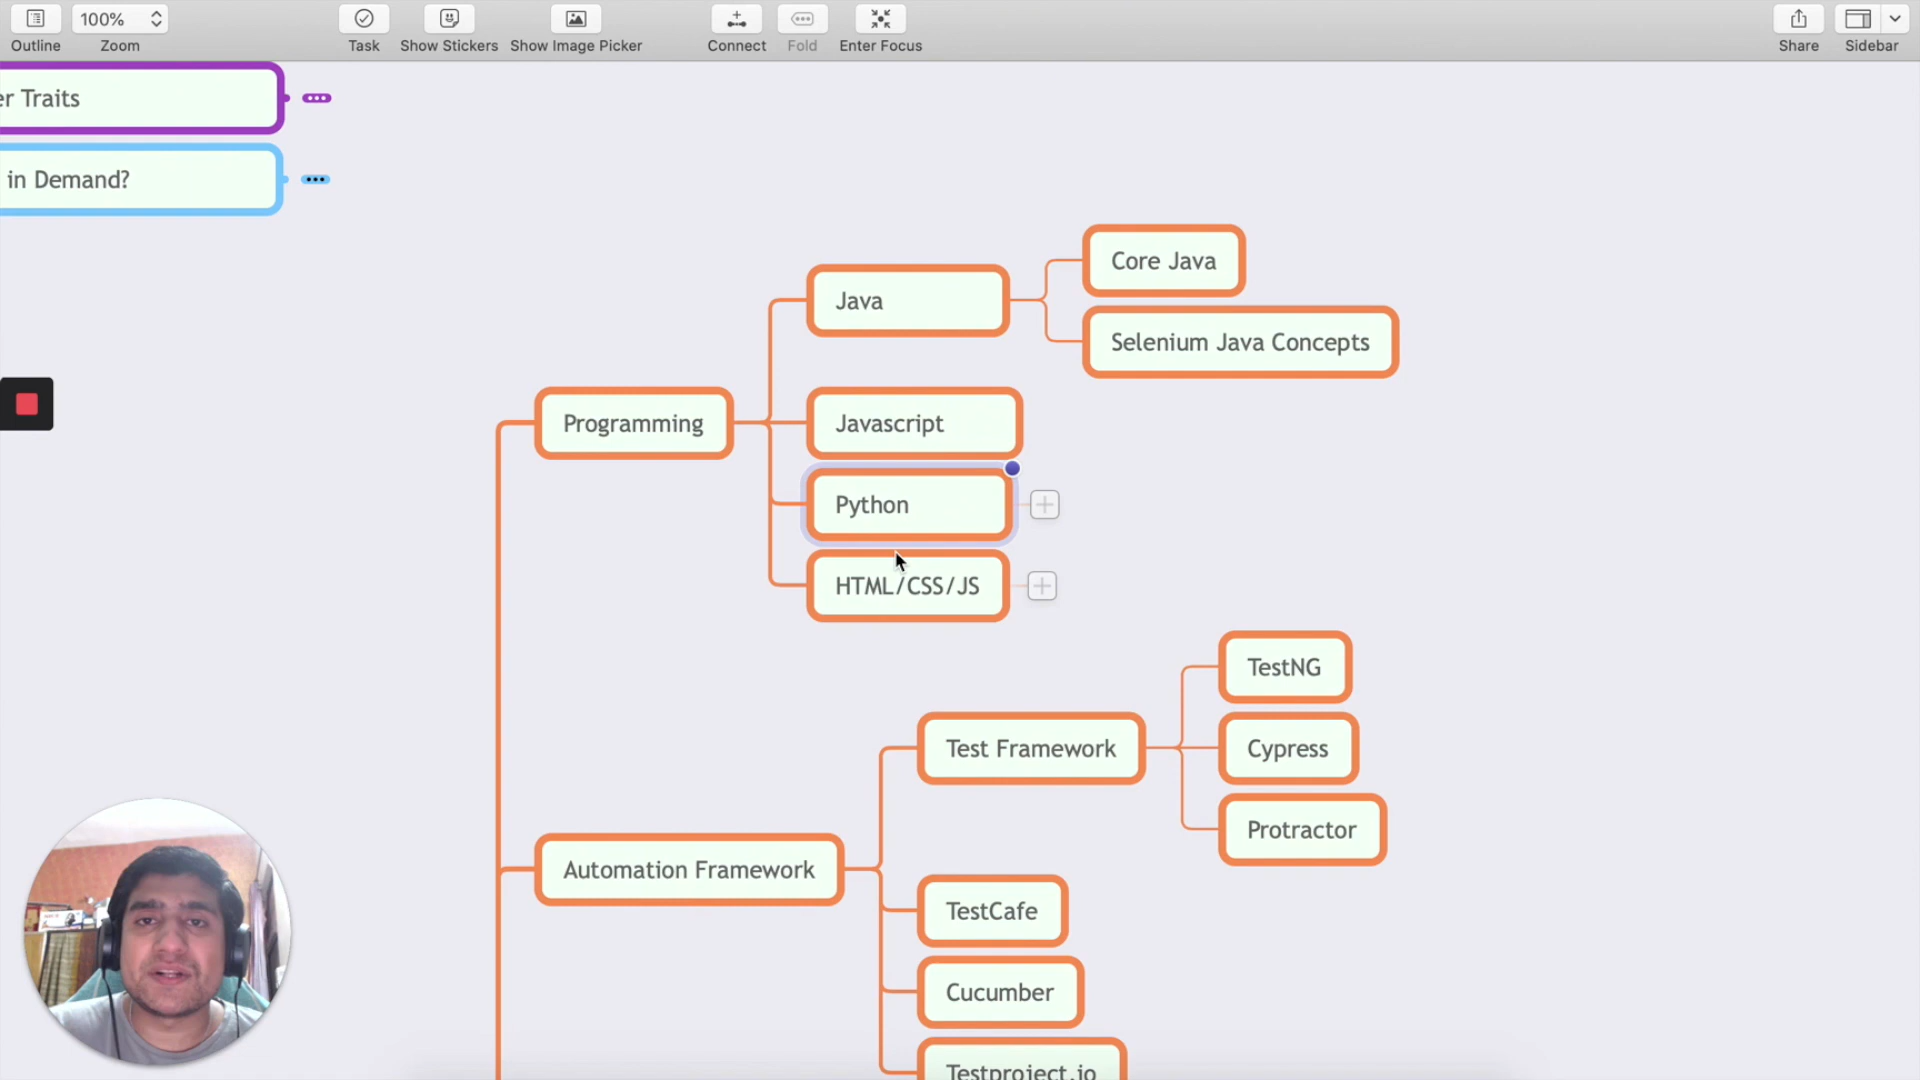 100%
Outline
Zoom
Task
Show Stickers
Show Image Picker
Connect
Fold
Enter Focus
Share
Sidebar
er Traits
in Demand?
Core Java
Java
Selenium Java Concepts
Programming
Javascript
Python
HTML/CSS/JS
TestNG
Test Framework
Cypress
Protractor
Automation Framework
TestCafe
Cucumber
Testproject.io